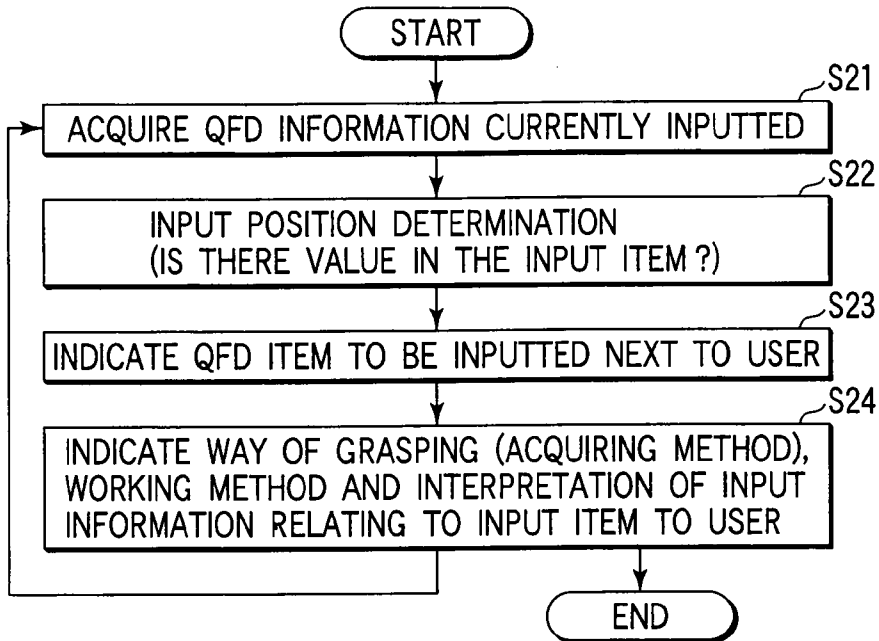 START
S21
ACQUIRE QFD INFORMATION CURRENTLY INPUTTED
S22
INPUT POSITION DETERMINATION
(IS THERE VALUE IN THE INPUT ITEM?)
S23
INDICATE QFD ITEM TO BE INPUTTED NEXT TO USER
S24
INDICATE WAY OF GRASPING (ACQUIRING METHOD),
WORKING METHOD AND INTERPRETATION OF INPUT
INFORMATION RELATING TO INPUT ITEM TO USER
END